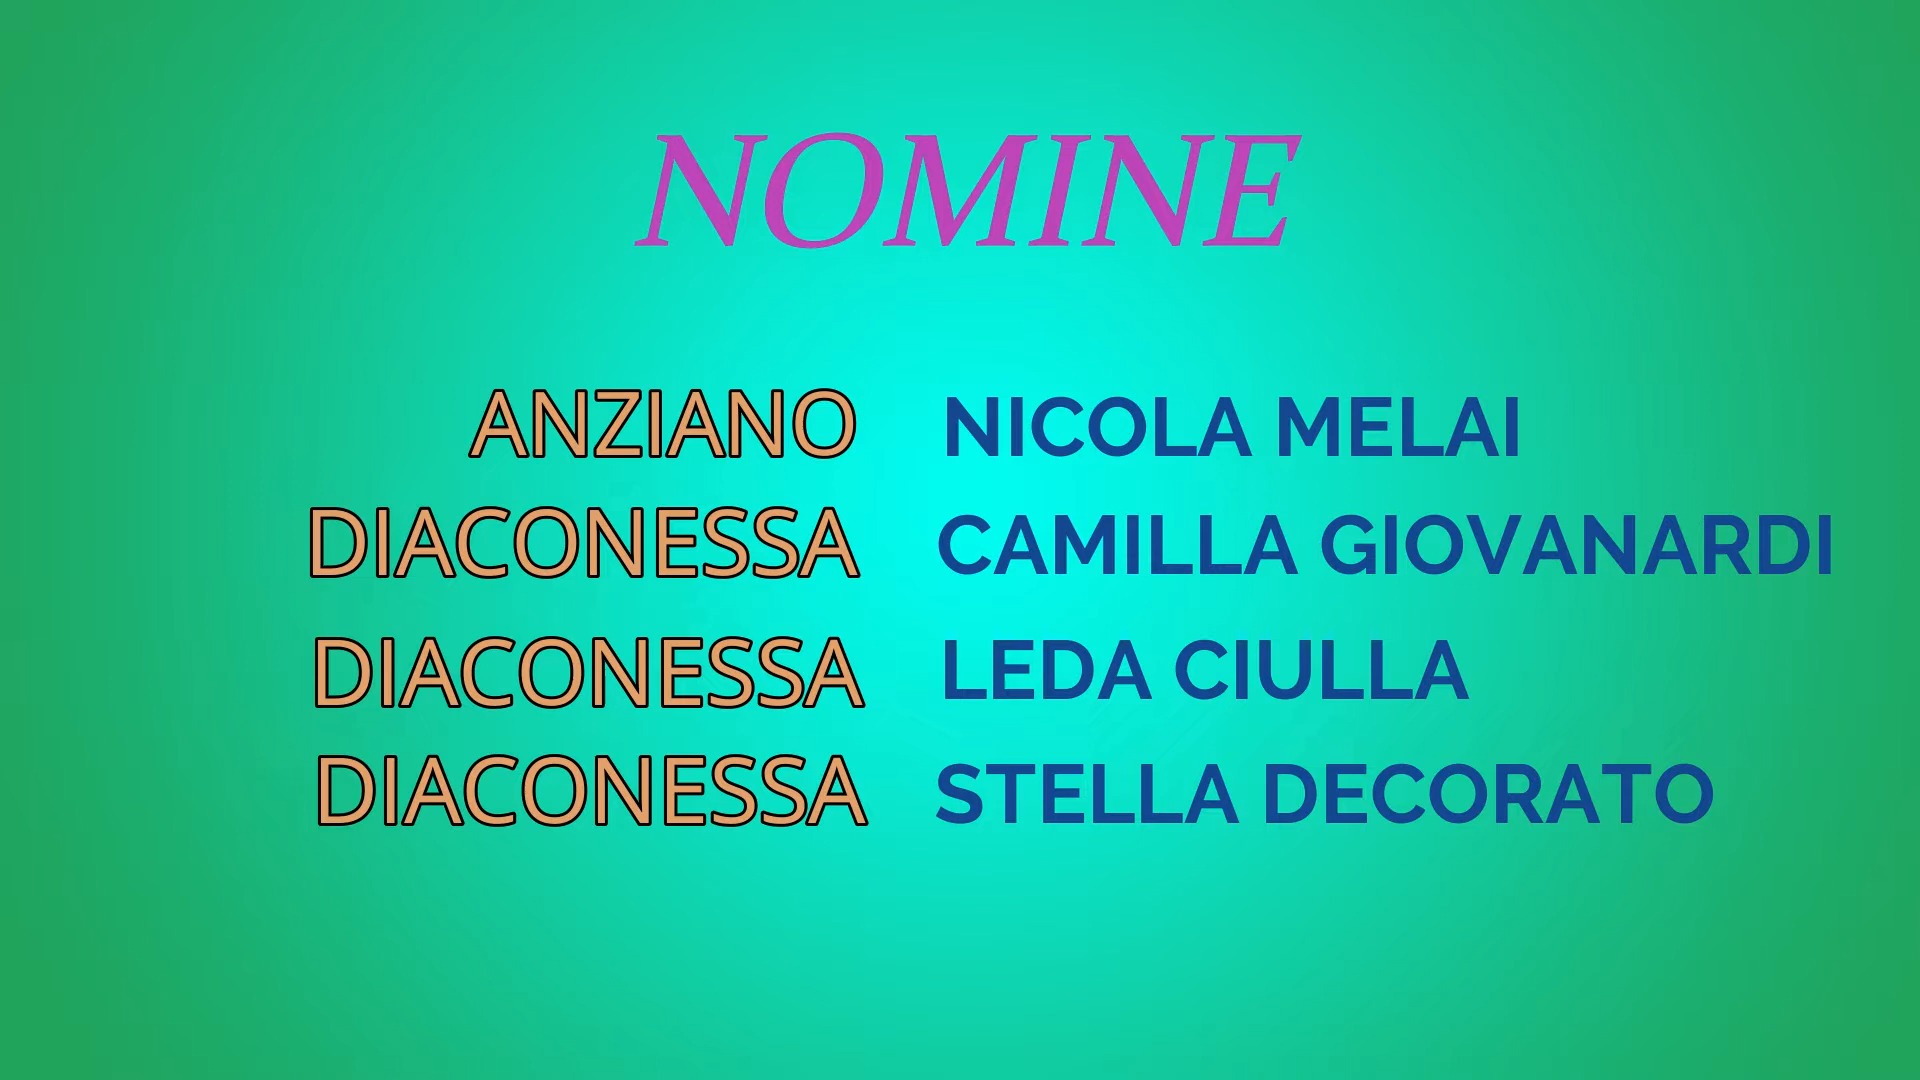 NOMINE
ANZIANO NICOLA MELAI
DIACONESSA CAMILLA GIOVANARDI
DIACONESSA LEDA CIULLA
DIACONESSA STELLA DECORATO